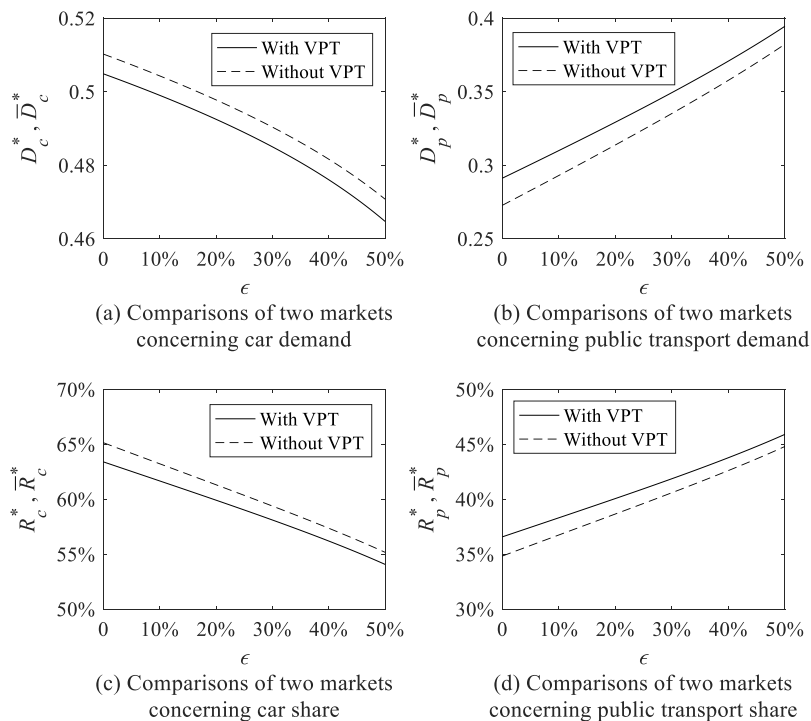 0.52
0.5
0.48
0.46
D*c , D̅*c
With VPT
Without VPT
0 10% 20% 30% 40% 50%
ϵ
(a) Comparisons of two markets
concerning car demand
0.4
0.35
0.3
0.25
D*p , D̅*p
With VPT
Without VPT
0 10% 20% 30% 40% 50%
ϵ
(b) Comparisons of two markets
concerning public transport demand
70%
65%
60%
55%
50%
R*c , R̅*c
With VPT
Without VPT
0 10% 20% 30% 40% 50%
ϵ
(c) Comparisons of two markets
concerning car share
50%
45%
40%
35%
30%
R*p , R̅*p
With VPT
Without VPT
0 10% 20% 30% 40% 50%
ϵ
(d) Comparisons of two markets
concerning public transport share